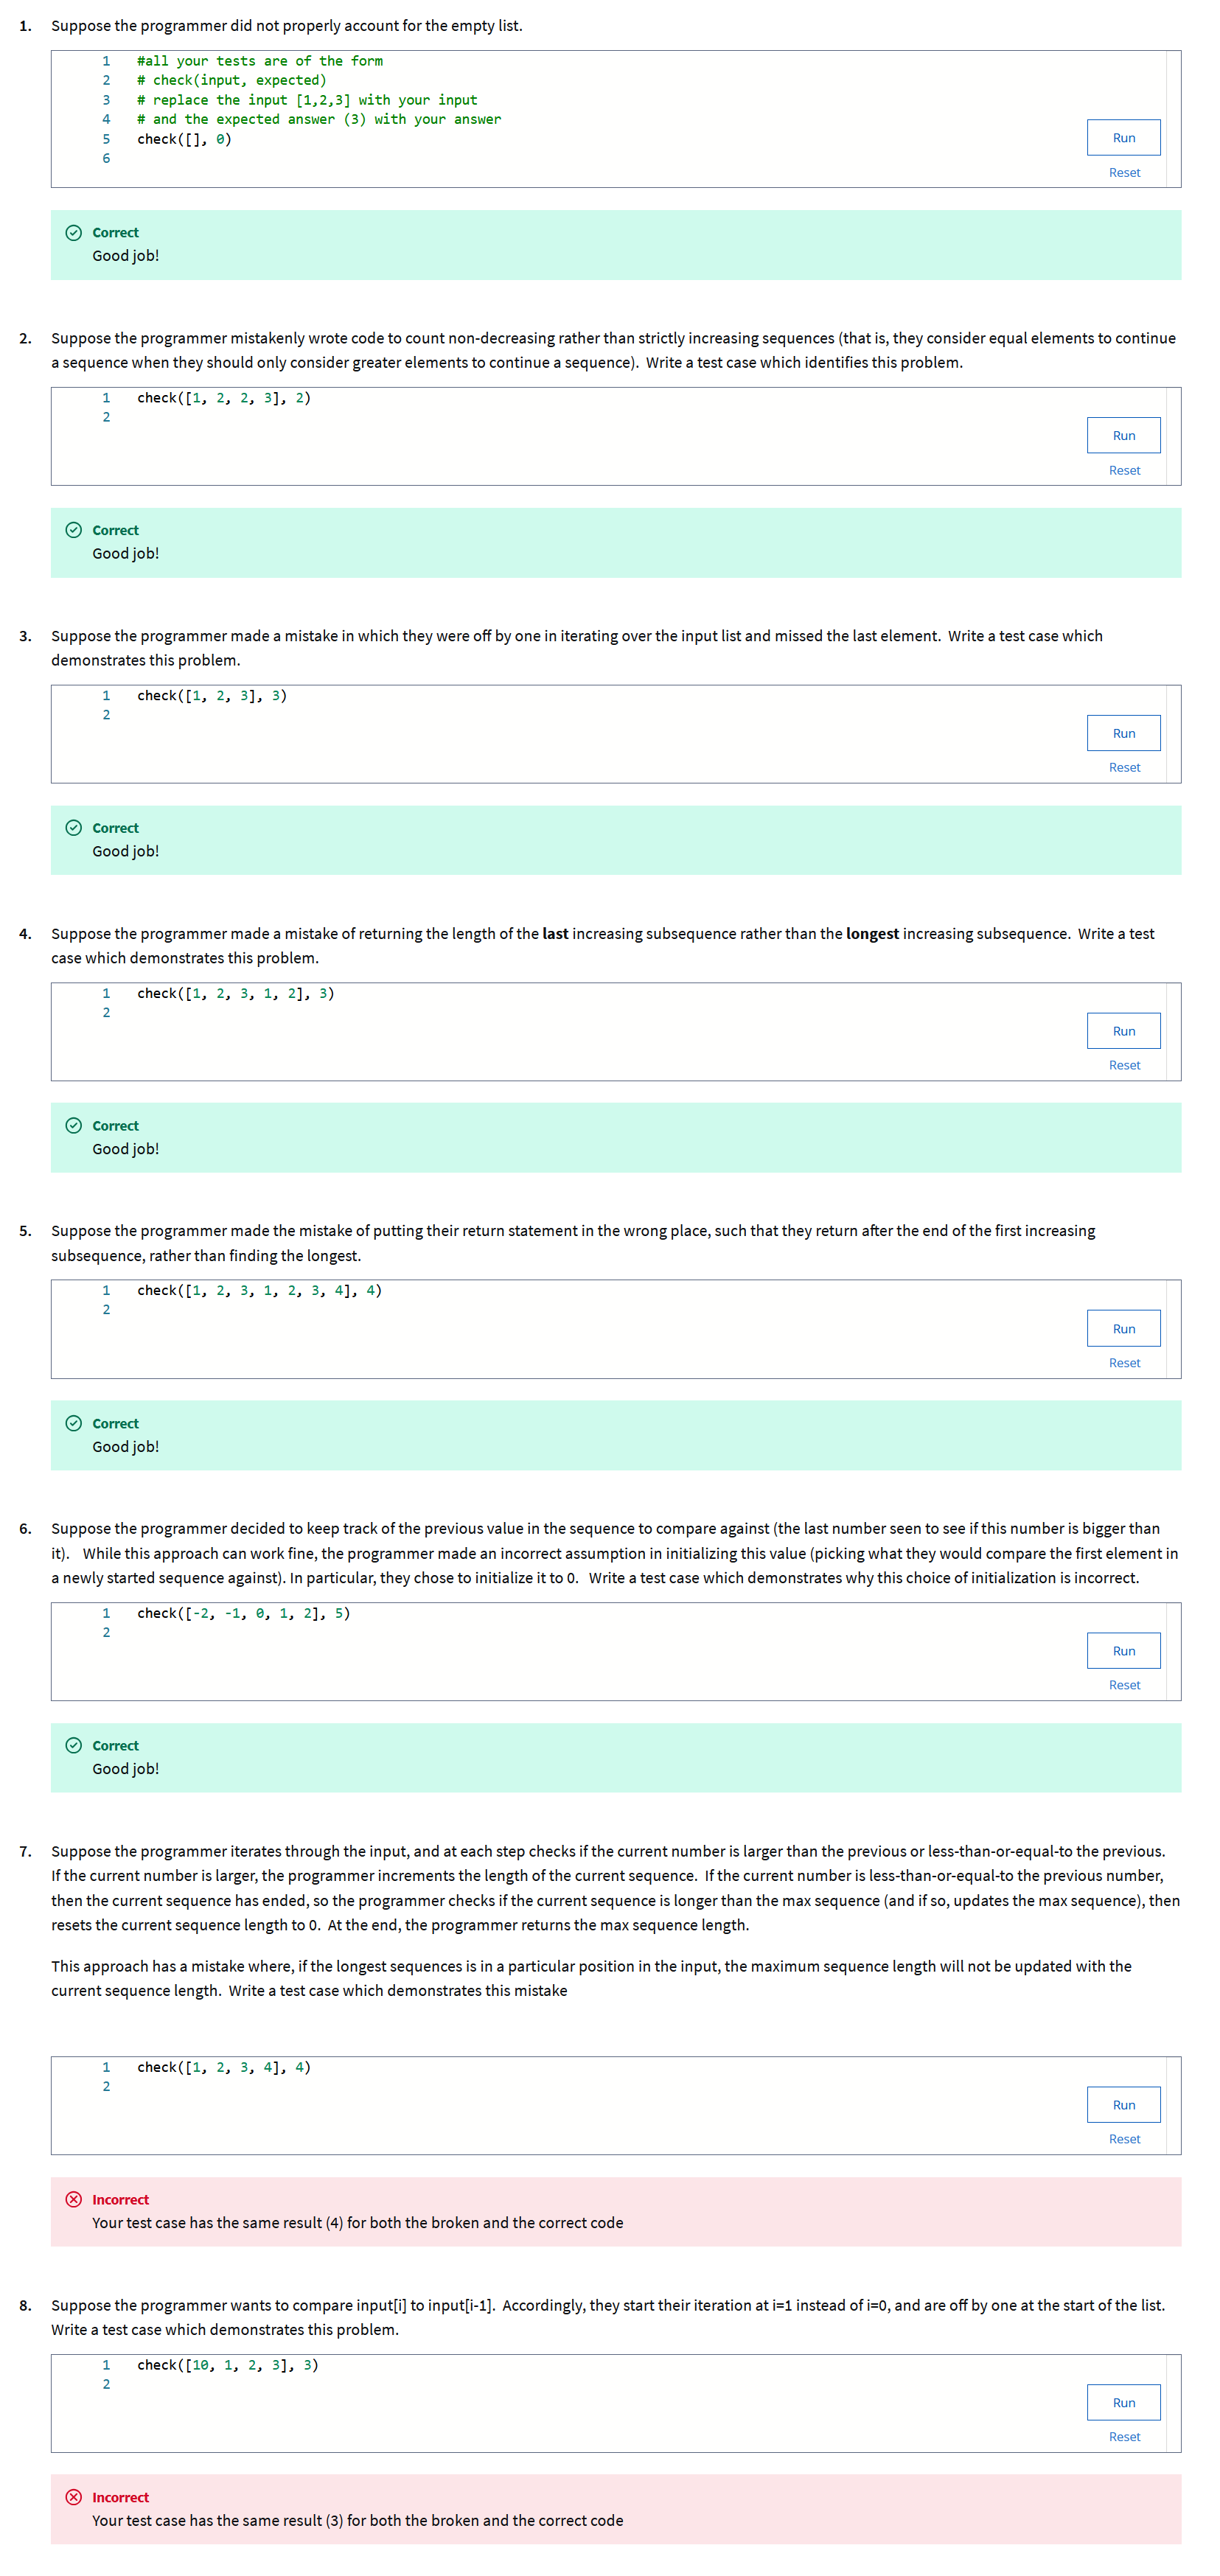 1. Suppose the programmer did not properly account for the empty list.
1 #all your tests are of the form
2 # check(input, expected)
3 # replace the input [1,2,3] with your input
4 # and the expected answer (3) with your answer
5 check([], 0)
6
Run
Reset
Correct
Good job!
2. Suppose the programmer mistakenly wrote code to count non-decreasing rather than strictly increasing sequences (that is, they consider equal elements to continue
a sequence when they should only consider greater elements to continue a sequence). Write a test case which identifies this problem.
1 check([1, 2, 2, 3], 2)
2
Run
Reset
Correct
Good job!
3. Suppose the programmer made a mistake in which they were off by one in iterating over the input list and missed the last element. Write a test case which
demonstrates this problem.
1 check([1, 2, 3], 3)
2
Run
Reset
Correct
Good job!
4. Suppose the programmer made a mistake of returning the length of the last increasing subsequence rather than the longest increasing subsequence. Write a test
case which demonstrates this problem.
1 check([1, 2, 3, 1, 2], 3)
2
Run
Reset
Correct
Good job!
5. Suppose the programmer made the mistake of putting their return statement in the wrong place, such that they return after the end of the first increasing
subsequence, rather than finding the longest.
1 check([1, 2, 3, 1, 2, 3, 4], 4)
2
Run
Reset
Correct
Good job!
6. Suppose the programmer decided to keep track of the previous value in the sequence to compare against (the last number seen to see if this number is bigger than
it). While this approach can work fine, the programmer made an incorrect assumption in initializing this value (picking what they would compare the first element in
a newly started sequence against). In particular, they chose to initialize it to 0. Write a test case which demonstrates why this choice of initialization is incorrect.
1 check([-2, -1, 0, 1, 2], 5)
2
Run
Reset
Correct
Good job!
7. Suppose the programmer iterates through the input, and at each step checks if the current number is larger than the previous or less-than-or-equal-to the previous.
If the current number is larger, the programmer increments the length of the current sequence. If the current number is less-than-or-equal-to the previous number,
then the current sequence has ended, so the programmer checks if the current sequence is longer than the max sequence (and if so, updates the max sequence), then
resets the current sequence length to 0. At the end, the programmer returns the max sequence length.
This approach has a mistake where, if the longest sequences is in a particular position in the input, the maximum sequence length will not be updated with the
current sequence length. Write a test case which demonstrates this mistake
1 check([1, 2, 3, 4], 4)
2
Run
Reset
Incorrect
Your test case has the same result (4) for both the broken and the correct code
8. Suppose the programmer wants to compare input[i] to input[i-1]. Accordingly, they start their iteration at i=1 instead of i=0, and are off by one at the start of the list.
Write a test case which demonstrates this problem.
1 check([10, 1, 2, 3], 3)
2
Run
Reset
Incorrect
Your test case has the same result (3) for both the broken and the correct code